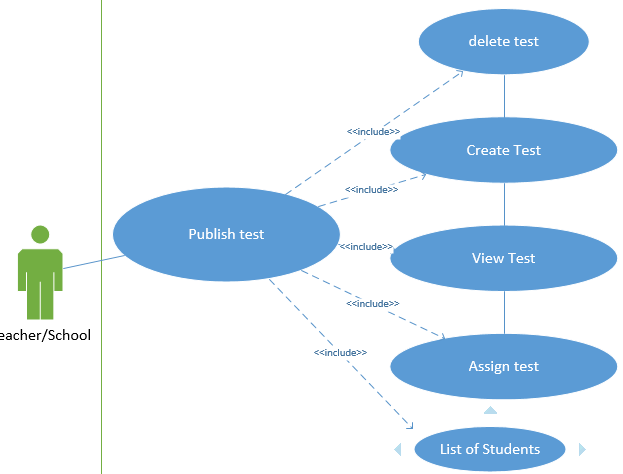 delete test
<<include>>
Create Test
<<include>>
Publish test
<<include>>
View Test
<<include>>
eacher/School
<<include>>
Assign test
List of Students